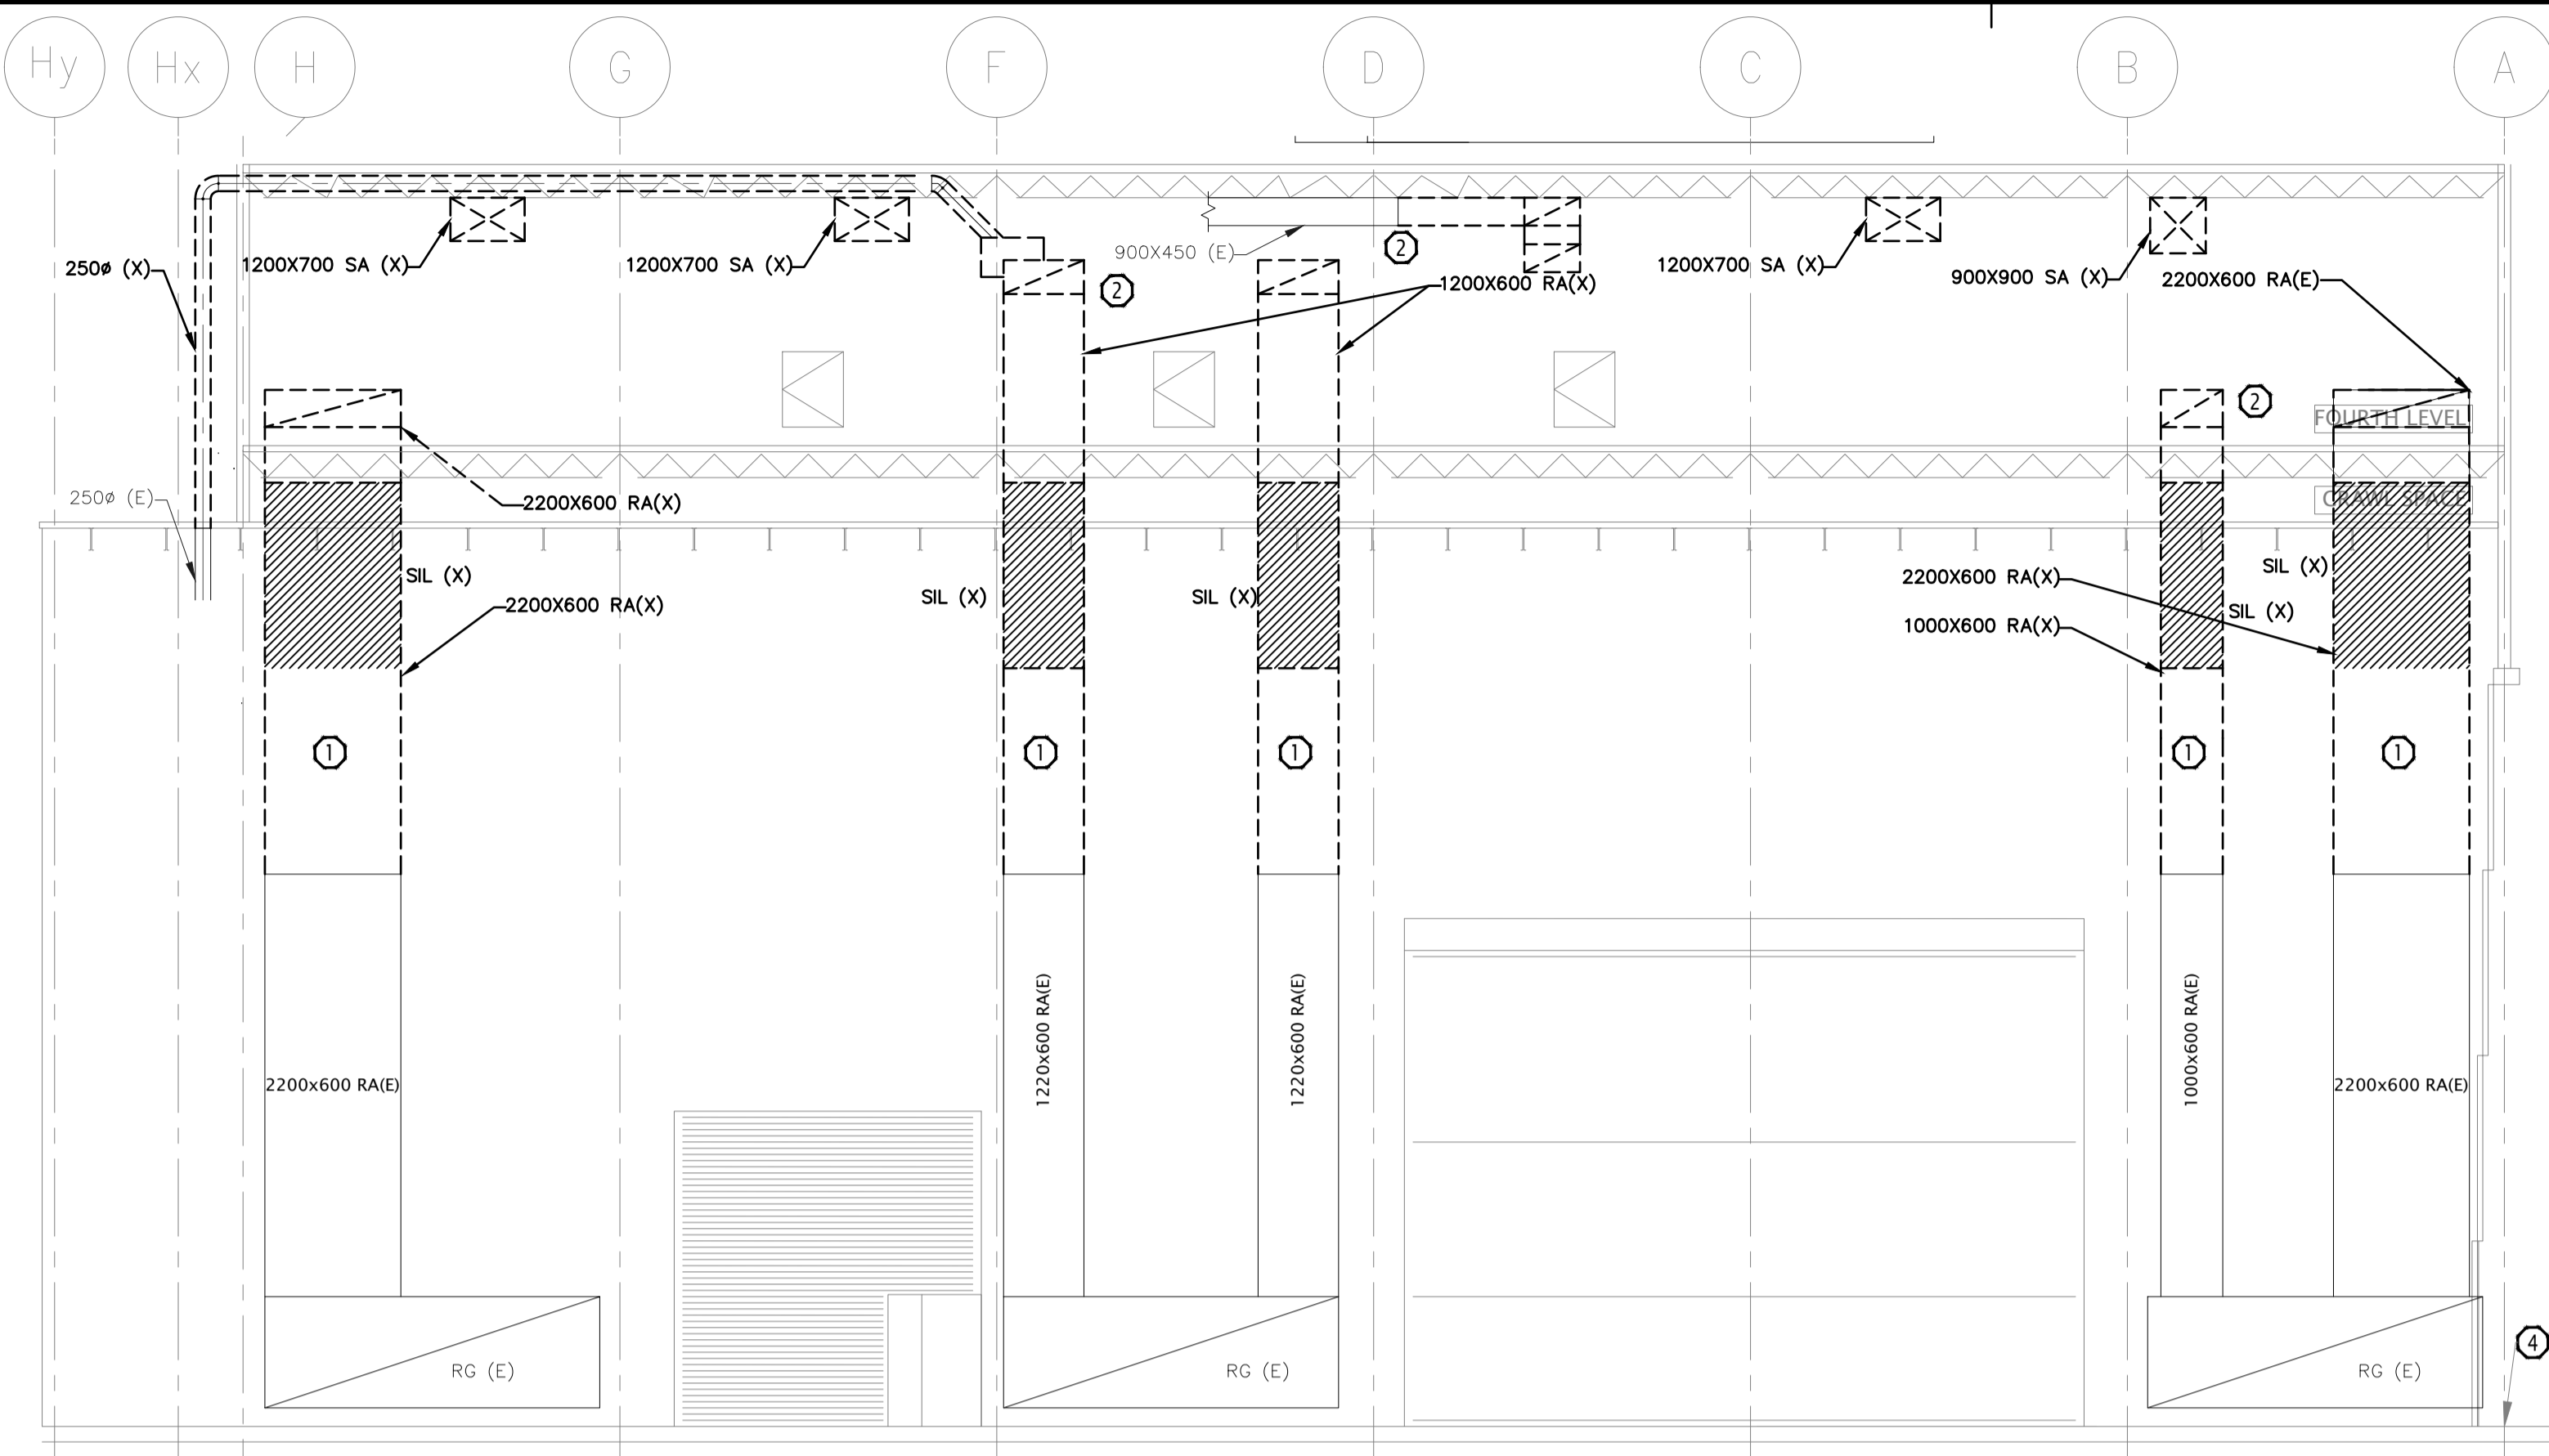 Hy Hx H G F D C B A
250ø (X)
1200X700 SA (X)
1200X700 SA (X)
900X450 (E)
2
2
1200X600 RA(X)
1200X700 SA (X)
900X900 SA (X)
2200X600 RA(E)
2
FOURTH LEVEL
250ø (E)
2200X600 RA(X)
CRAWL SPACE
SIL (X)
2200X600 RA(X)
SIL (X)
SIL (X)
2200X600 RA(X)
1000X600 RA(X)
SIL (X)
SIL (X)
1
1
1
1
1
2200x600 RA(E)
1220x600 RA(E)
1220x600 RA(E)
1000x600 RA(E)
2200x600 RA(E)
RG (E)
RG (E)
RG (E)
4